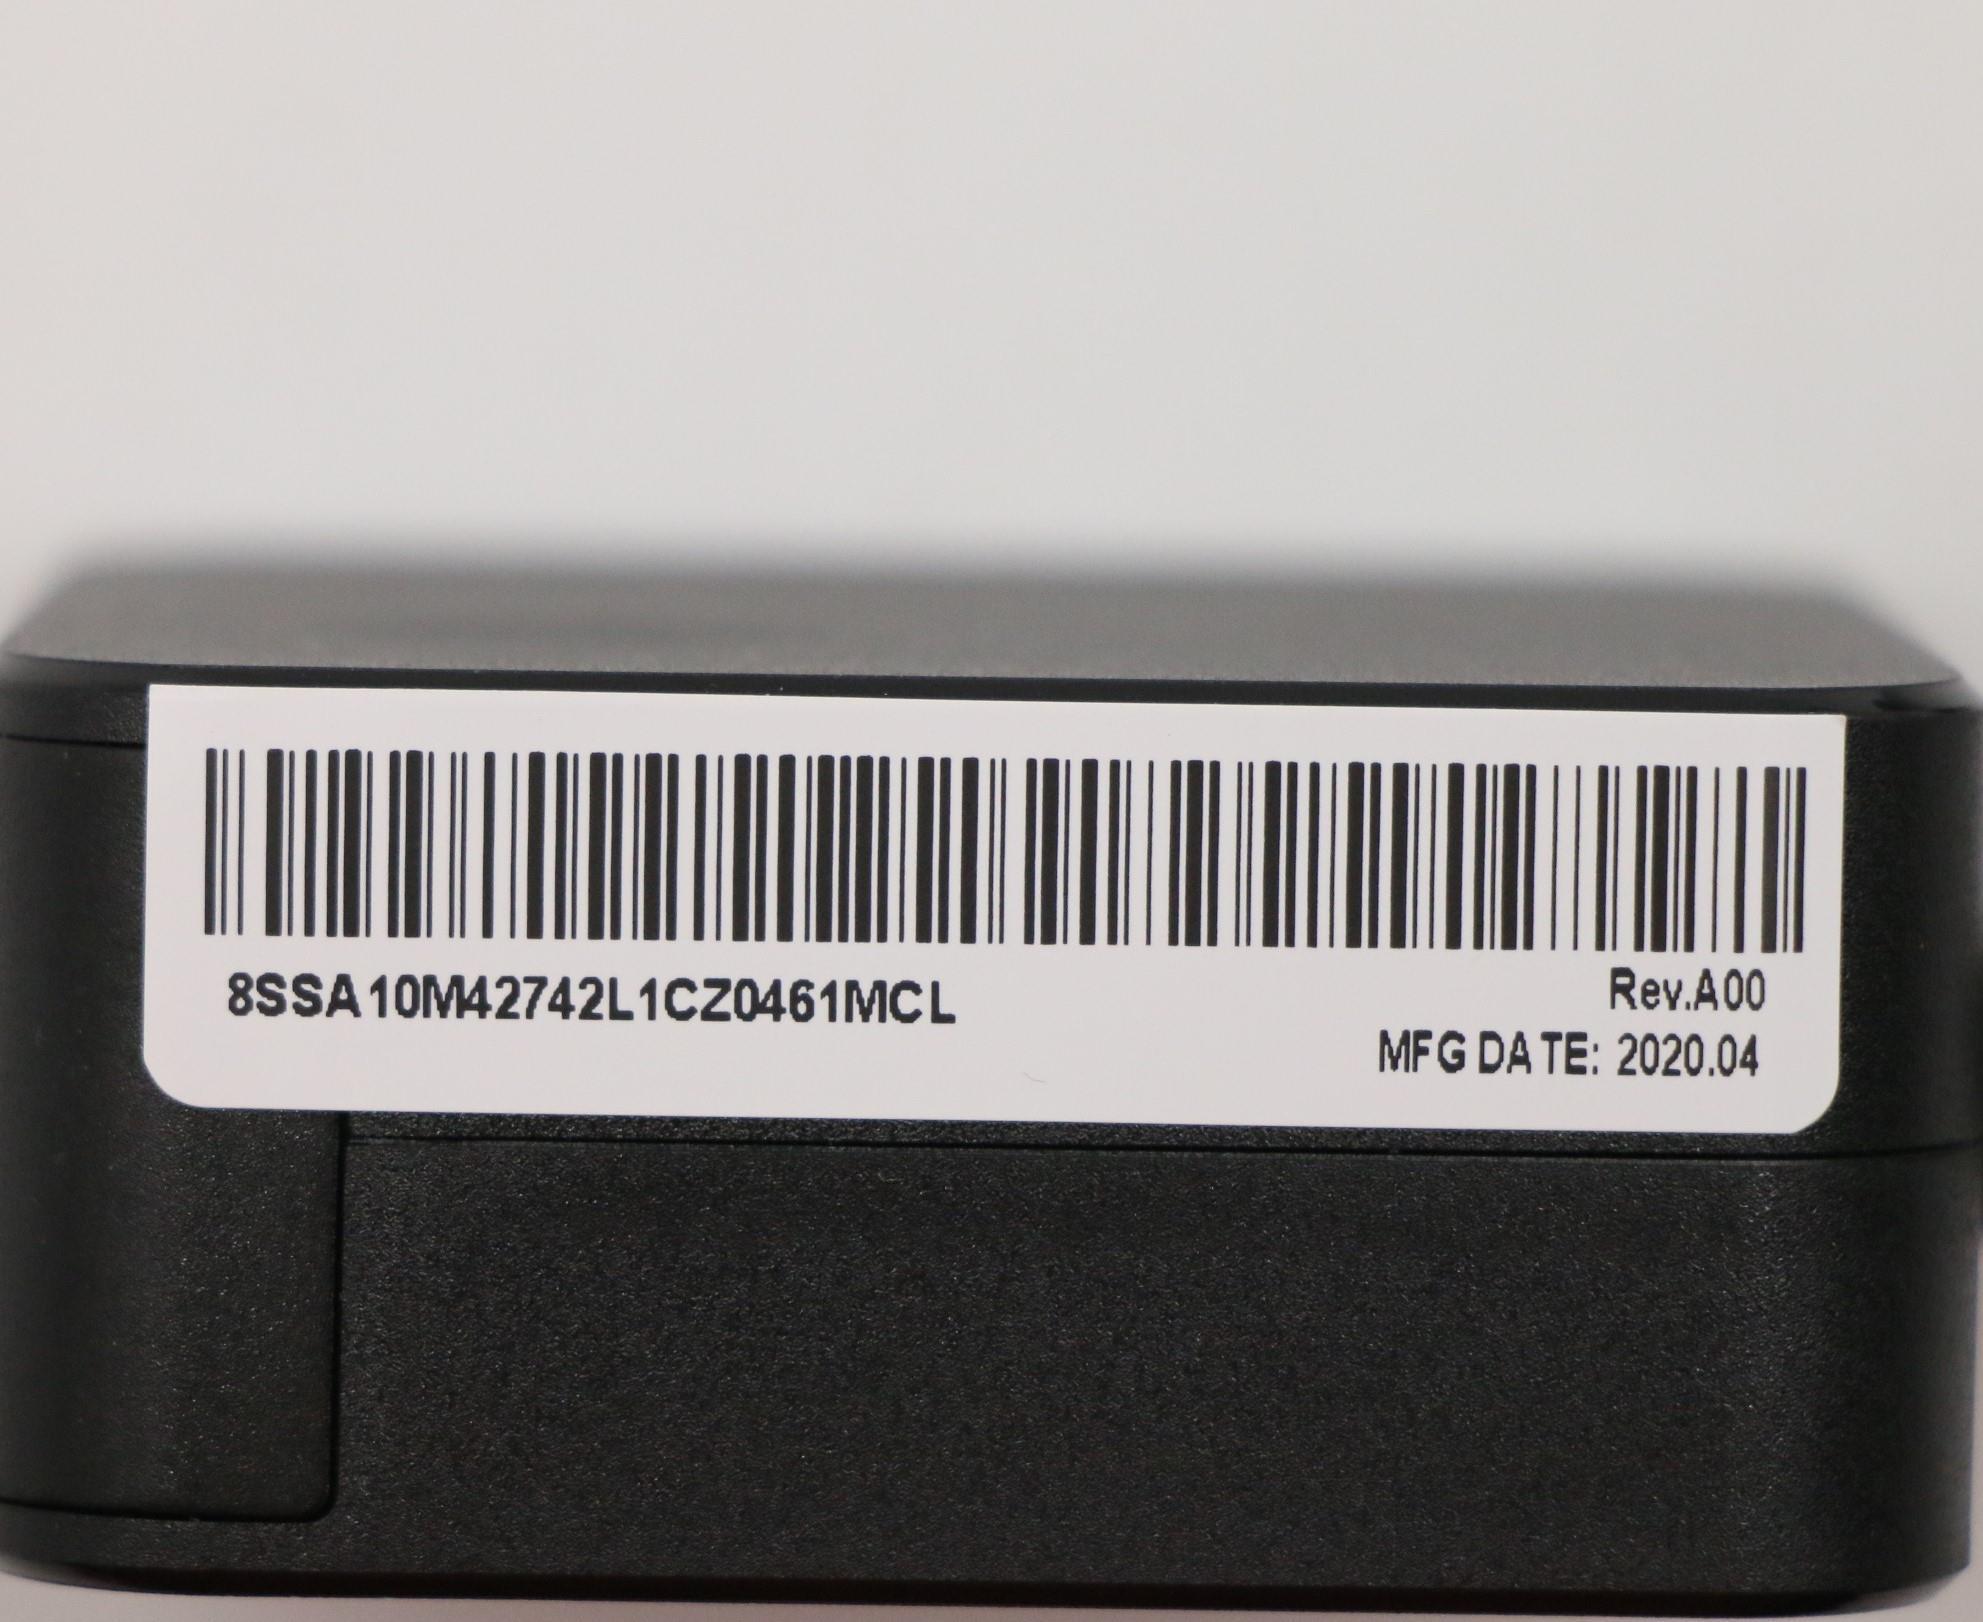 8SSA10M42742L1CZ0461MCL
Rev.A00
MFG DATE: 2020.04